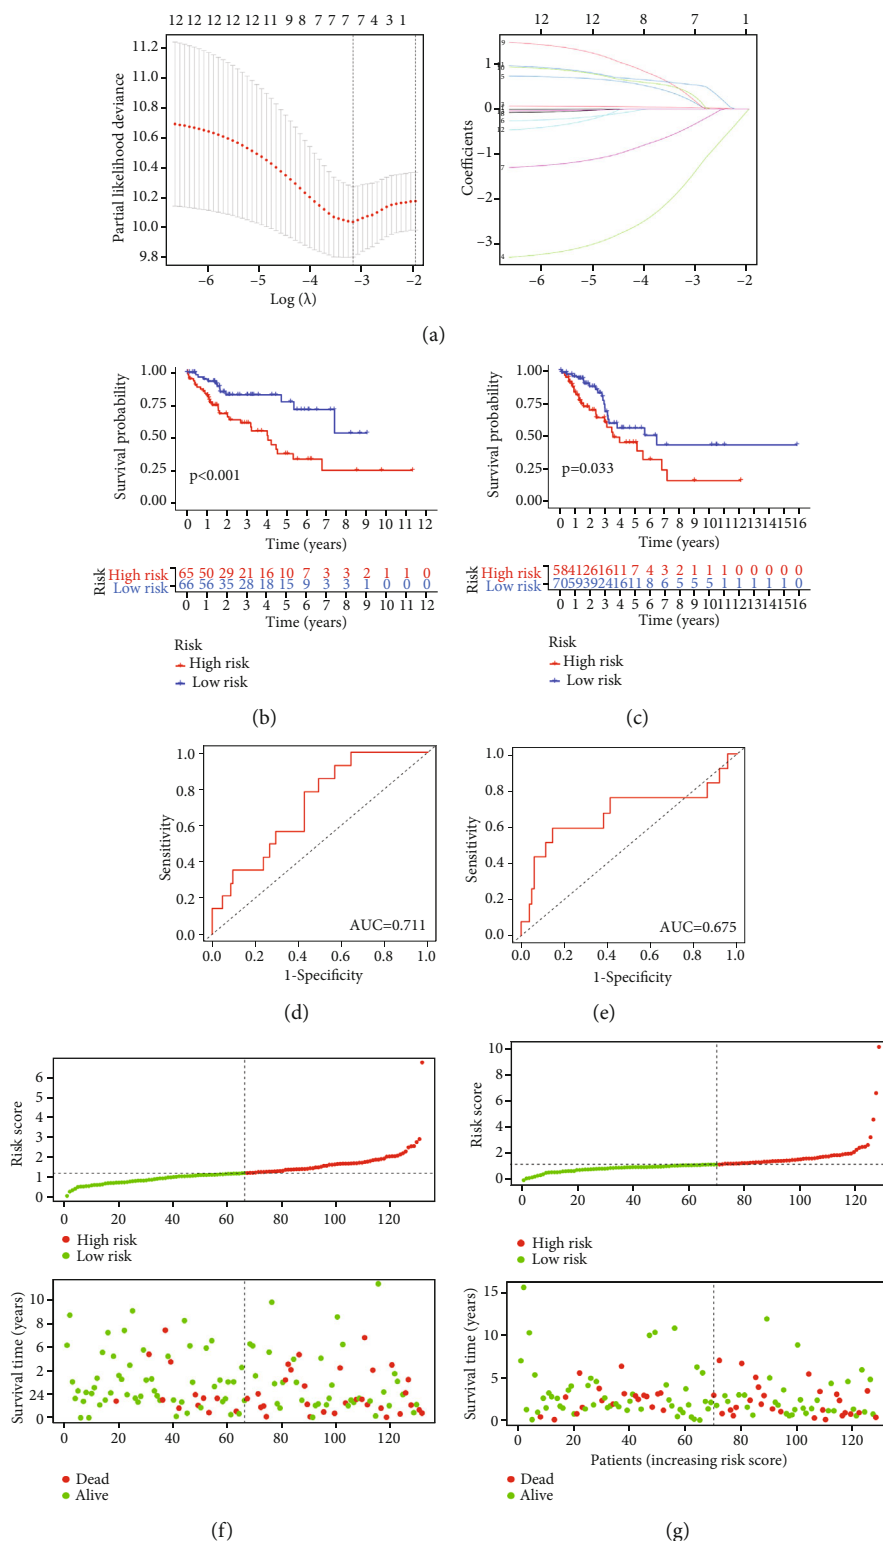 12 12 12 12 12 11 9 8 7 7 7 7 4 3 1
11.2
11.0
10.8
10.6
10.4
10.2
10.0
9.8
Partial likelihood deviance
−6 −5 −4 −3 −2
Log (λ)
12 12 8 7 1
1
0
−1
−2
−3
Coefficients
9
5
6
12
7
4
−6 −5 −4 −3 −2
(a)
1.00
0.75
0.50
0.25
0.00
Survival probability
p<0.001
0 1 2 3 4 5 6 7 8 9 10 11 12
Time (years)
Risk
High risk 65 50 29 21 16 10 7 3 3 2 1 1 0
Low risk 66 56 35 28 18 15 9 3 3 1 0 0 0
0 1 2 3 4 5 6 7 8 9 10 11 12
Time (years)
Risk
High risk
Low risk
(b)
1.00
0.75
0.50
0.25
0.00
Survival probability
p=0.033
0 1 2 3 4 5 6 7 8 9 10 11 12 13 14 15 16
Time (years)
Risk
High risk 58 41 26 16 11 7 4 3 2 1 1 1 0 0 0 0 0
Low risk 70 59 39 24 16 11 8 6 5 5 5 1 1 1 1 1 0
0 1 2 3 4 5 6 7 8 9 10 11 12 13 14 15 16
Time (years)
Risk
High risk
Low risk
(c)
1.0
0.8
0.6
0.4
0.2
0.0
Sensitivity
AUC=0.711
0.0 0.2 0.4 0.6 0.8 1.0
1-Specificity
(d)
1.0
0.8
0.6
0.4
0.2
0.0
Sensitivity
AUC=0.675
0.0 0.2 0.4 0.6 0.8 1.0
1-Specificity
(e)
6
5
4
3
2
1
0
Risk score
0 20 40 60 80 100 120
High risk
Low risk
10
8
6
2
24
0
Survival time (years)
0 20 40 60 80 100 120
Dead
Alive
(f)
10
8
6
4
2
0
Risk score
0 20 40 60 80 100 120
High risk
Low risk
15
10
5
0
Survival time (years)
0 20 40 60 80 100 120
Patients (increasing risk score)
Dead
Alive
(g)